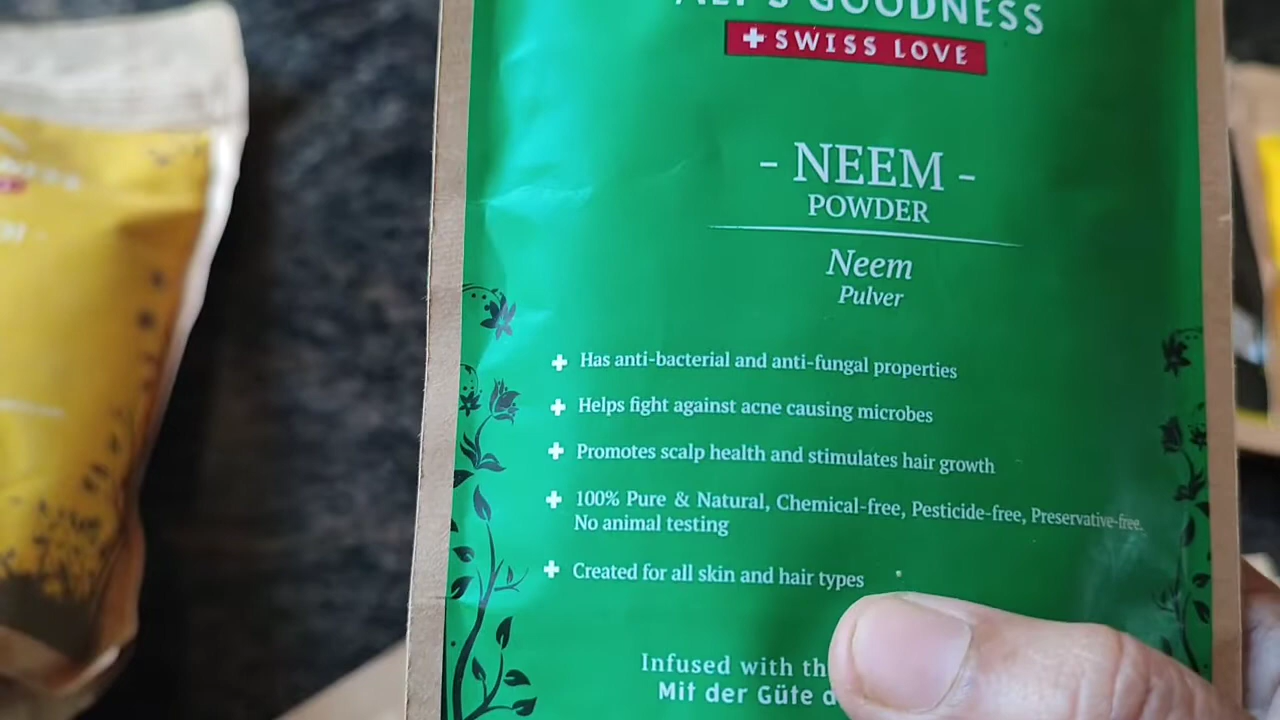 GOODNESS
SWISS LOVE
- NEEM -
POWDER
Neem
Pulver
Has anti-bacterial and anti-fungal properties
Helps fight against acne causing microbes
Promotes scalp health and stimulates hair growth
100% Pure & Natural, Chemical-free, Pesticide-free, Preservative-free.
No animal testing
Created for all skin and hair types
Infused with
Mit der Güte